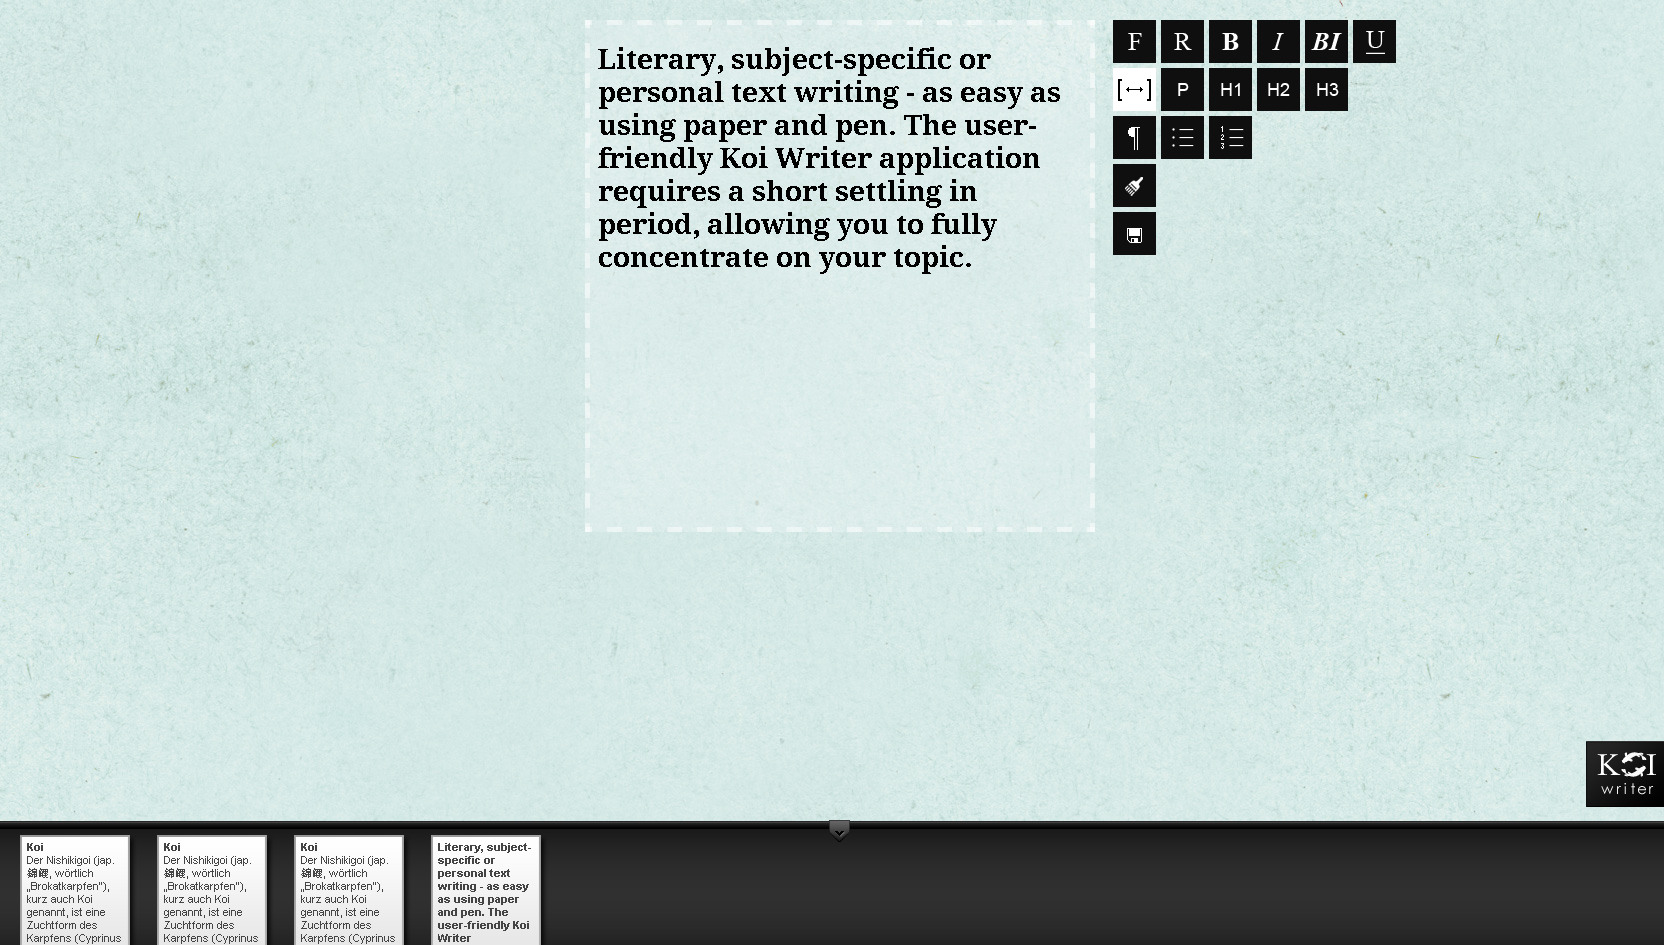 Literary, subject-specific or
personal text writing - as easy as
using paper and pen. The user-
friendly Koi Writer application
requires a short settling in
period, allowing you to fully
concentrate on your topic.
F R B I BI U
[↔] P H1 H2 H3
¶
KOI
writer
Koi
Der Nishikigoi (jap.
錦鯉, wörtlich
„Brokatkarpfen“),
kurz auch Koi
genannt, ist eine
Zuchtform des
Karpfens (Cyprinus
Koi
Der Nishikigoi (jap.
錦鯉, wörtlich
„Brokatkarpfen“),
kurz auch Koi
genannt, ist eine
Zuchtform des
Karpfens (Cyprinus
Koi
Der Nishikigoi (jap.
錦鯉, wörtlich
„Brokatkarpfen“),
kurz auch Koi
genannt, ist eine
Zuchtform des
Karpfens (Cyprinus
Literary, subject-
specific or
personal text
writing - as easy
as using paper
and pen. The
user-friendly Koi
Writer